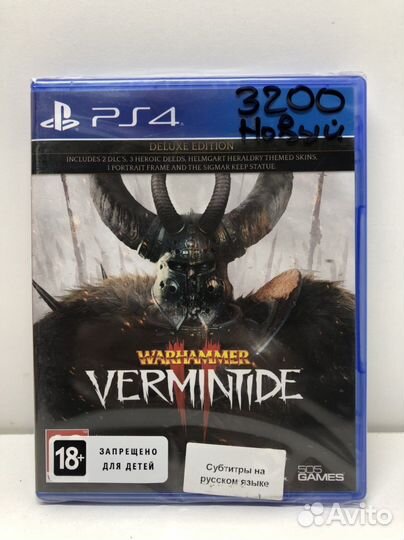 PS4
3200
Новый
DELUXE EDITION
INCLUDES 2 DLC'S, 3 HEROIC DEEDS, HELMGART HERALDRY THEMED SKINS,
1 PORTRAIT FRAME AND THE SIGMAR KEEP STATUE.
WARHAMMER
II
VERMINTIDE
18+
ЗАПРЕЩЕНО
ДЛЯ ДЕТЕЙ
Субтитры на
русском языке
505
GAMES
Avito